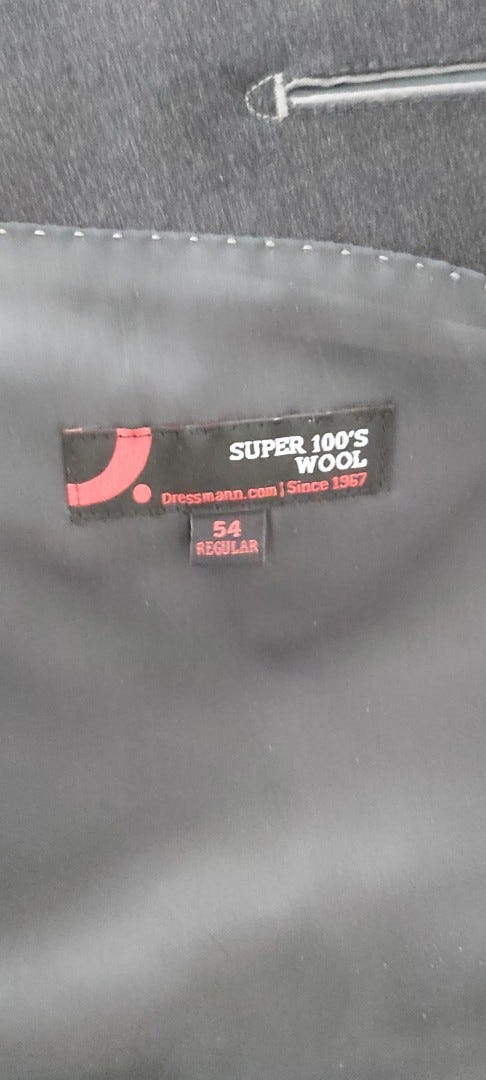 SUPER 100'S
WOOL
Dressmann.com | Since 1967
54
REGULAR